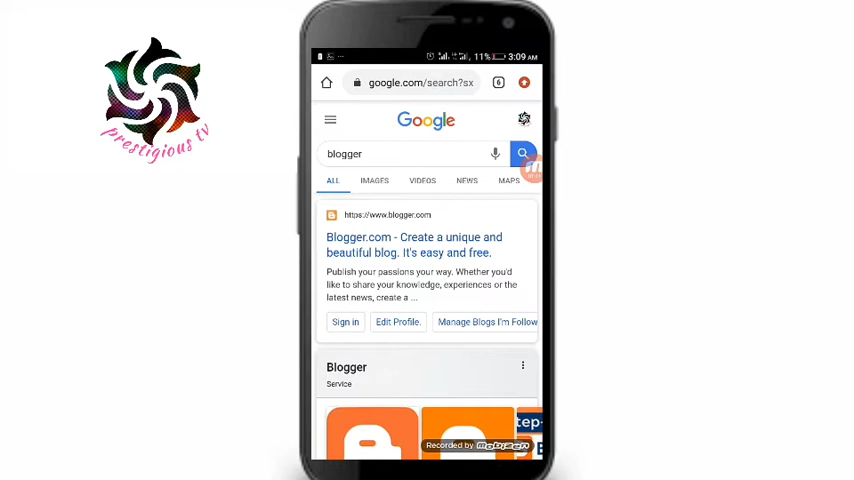 prestigious tv
11% 3:09 AM
google.com/search?sx
6
Google
blogger
ALL IMAGES VIDEOS NEWS MAPS
https://www.blogger.com
Blogger.com - Create a unique and
beautiful blog. It's easy and free.
Publish your passions your way. Whether you'd
like to share your knowledge, experiences or the
latest news, create a ...
Sign in Edit Profile. Manage Blogs I'm Follow
Blogger
Service
tep-
Recorded by mobizen